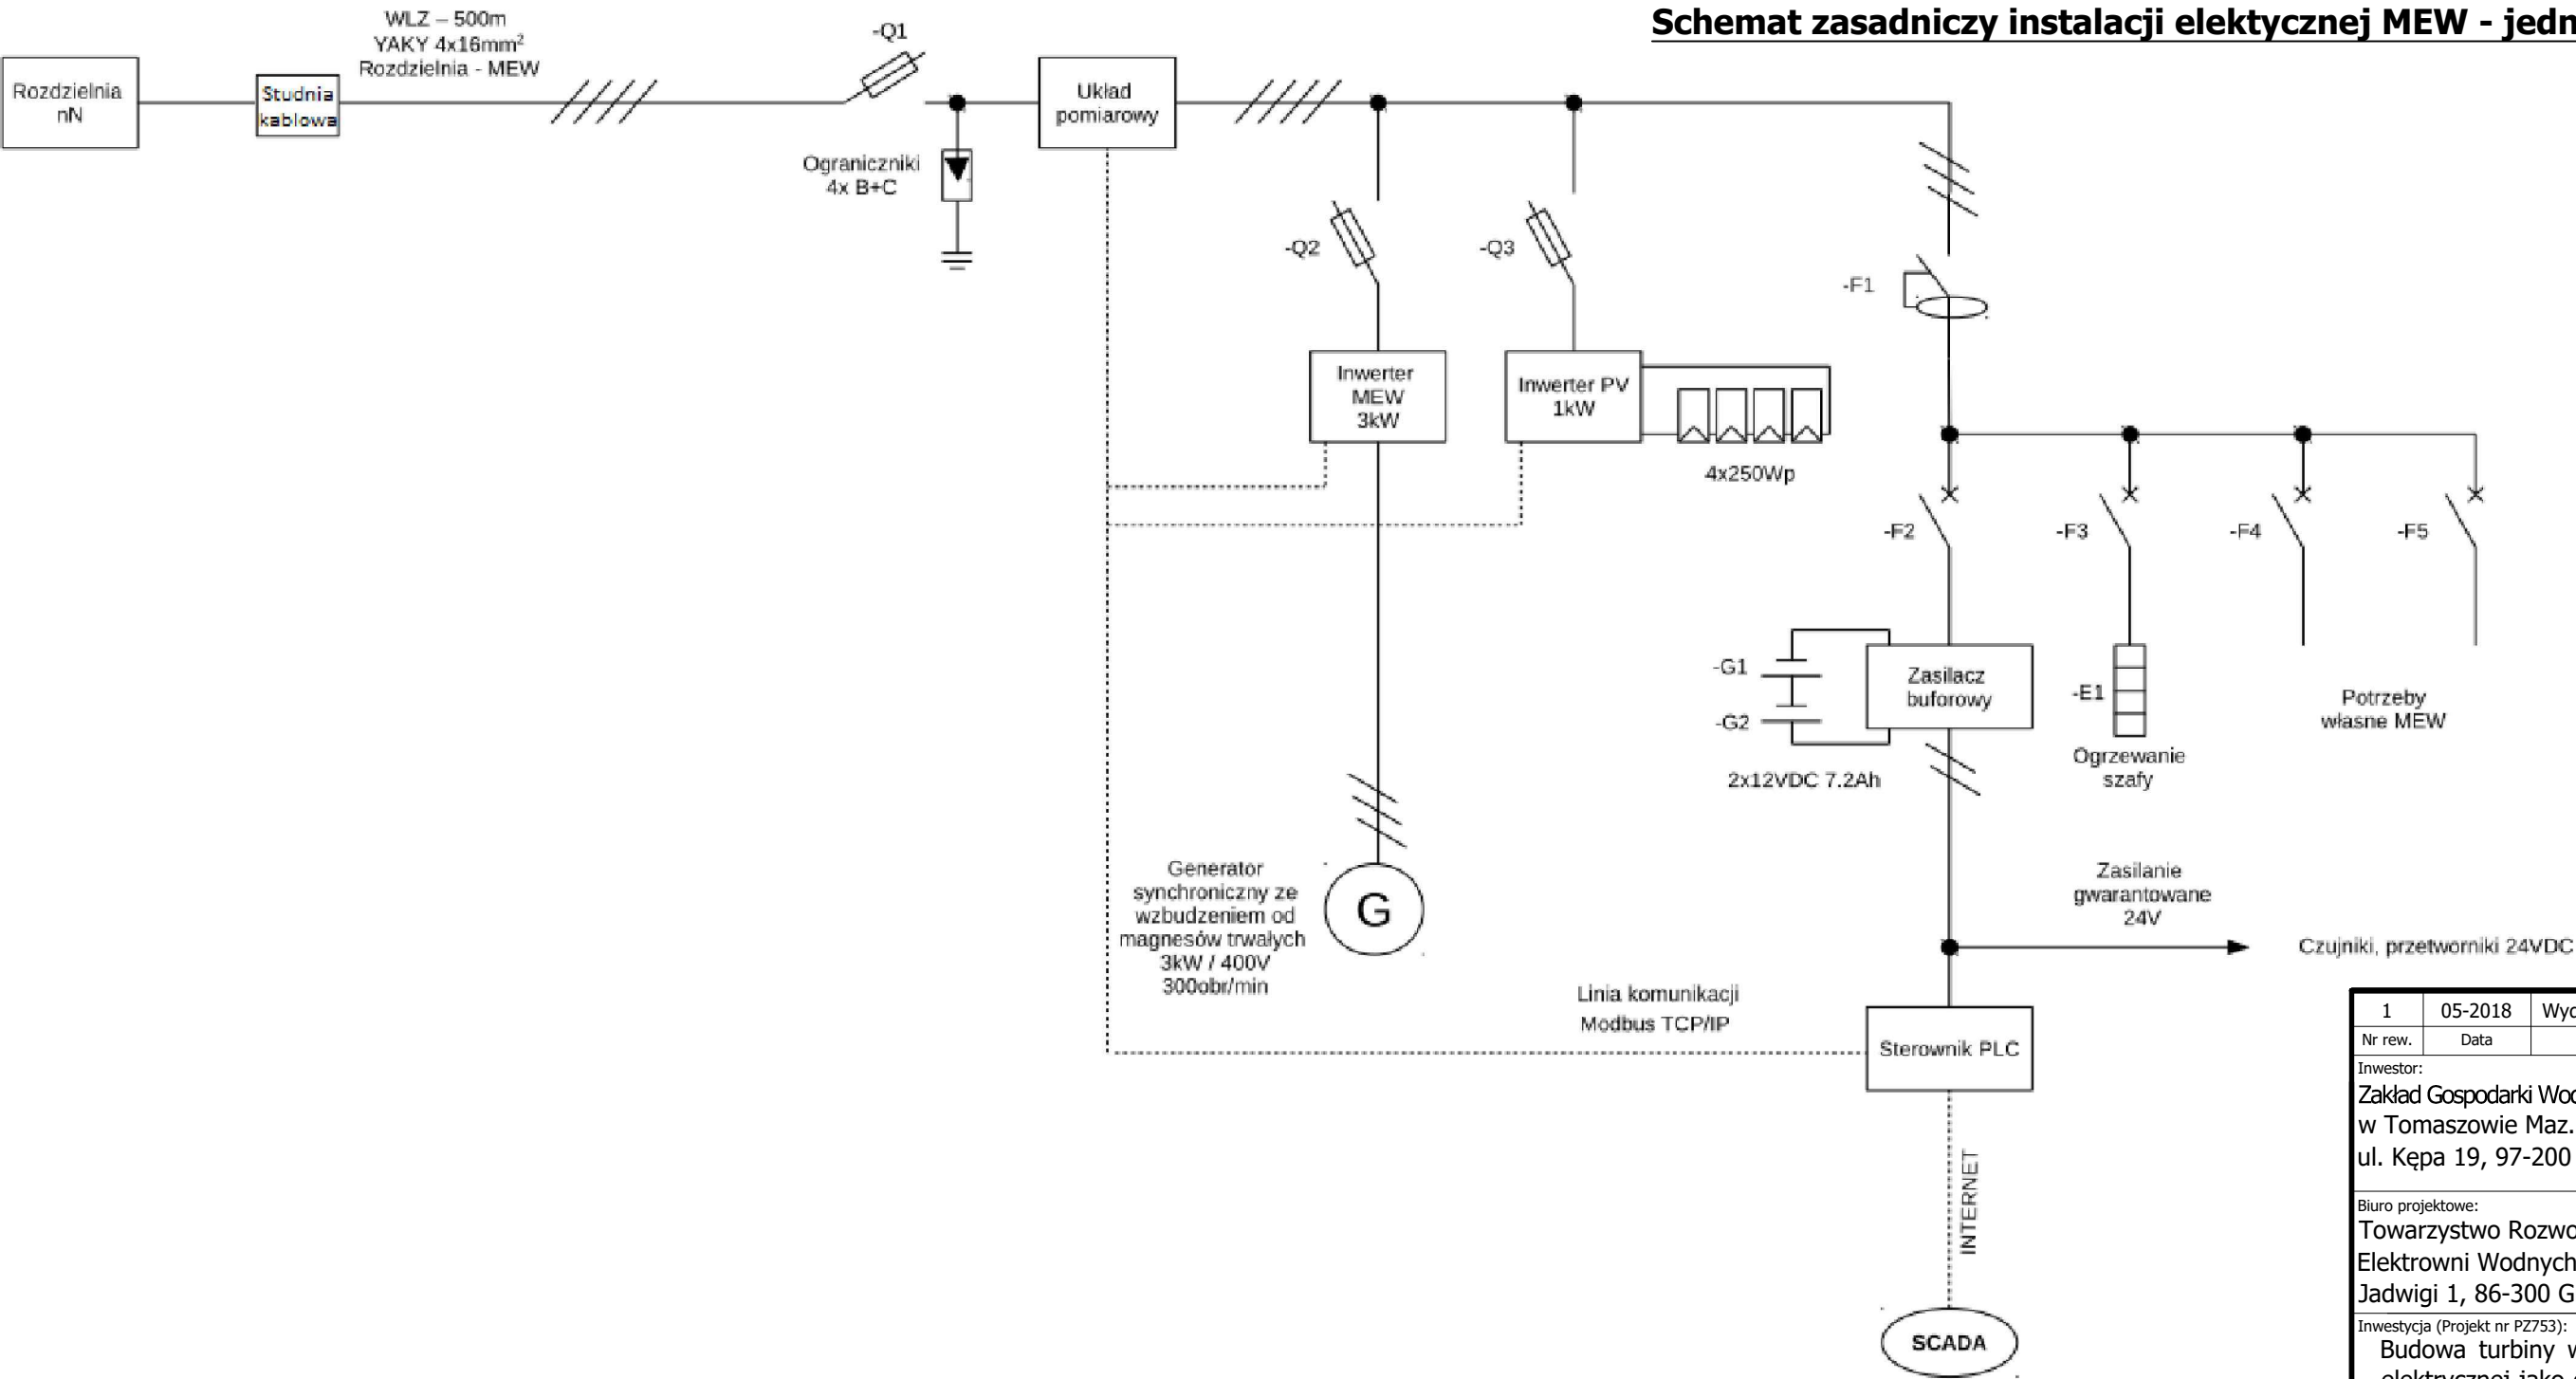 Schemat zasadniczy instalacji elektycznej MEW - jedn
WLZ – 500m
YAKY 4x16mm²
Rozdzielnia - MEW
-Q1
Rozdzielnia
nN
Studnia
kablowa
Układ
pomiarowy
Ograniczniki
4x B+C
-Q2
-Q3
-F1
Inwerter
MEW
3kW
Inwerter PV
1kW
4x250Wp
-F2
-F3
-F4
-F5
-G1
-G2
Zasilacz
buforowy
2x12VDC 7.2Ah
-E1
Ogrzewanie
szafy
Potrzeby
własne MEW
Generator
synchroniczny ze
wzbudzeniem od
magnesów trwałych
3kW / 400V
300obr/min
G
Zasilanie
gwarantowane
24V
Czujniki, przetworniki 24VDC
Linia komunikacji
Modbus TCP/IP
Sterownik PLC
INTERNET
SCADA
1 05-2018
Nr rew. Data
Inwestor:
Zakład Gospodarki
w Tomaszowie Maz.
ul. Kępa 19, 97-200
Biuro projektowe:
Towarzystwo
Elektrowni Wodnych
Jadwigi 1, 86-300 G
Inwestycja (Projekt nr PZ753):
Budowa turbiny
elektrycznej jako